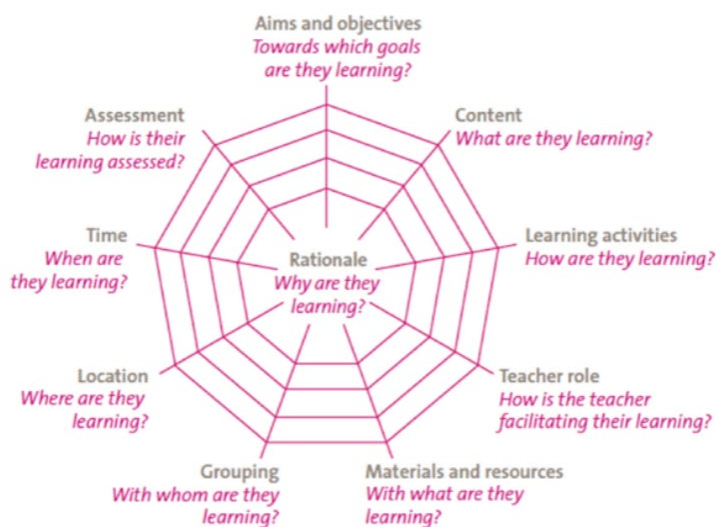 Aims and objectives
Towards which goals
are they learning?
Assessment
How is their
learning assessed?
Content
What are they learning?
Time
When are
they learning?
Rationale
Why are they
learning?
Learning activities
How are they learning?
Location
Where are they
learning?
Teacher role
How is the teacher
facilitating their learning?
Grouping
With whom are they
learning?
Materials and resources
With what are they
learning?